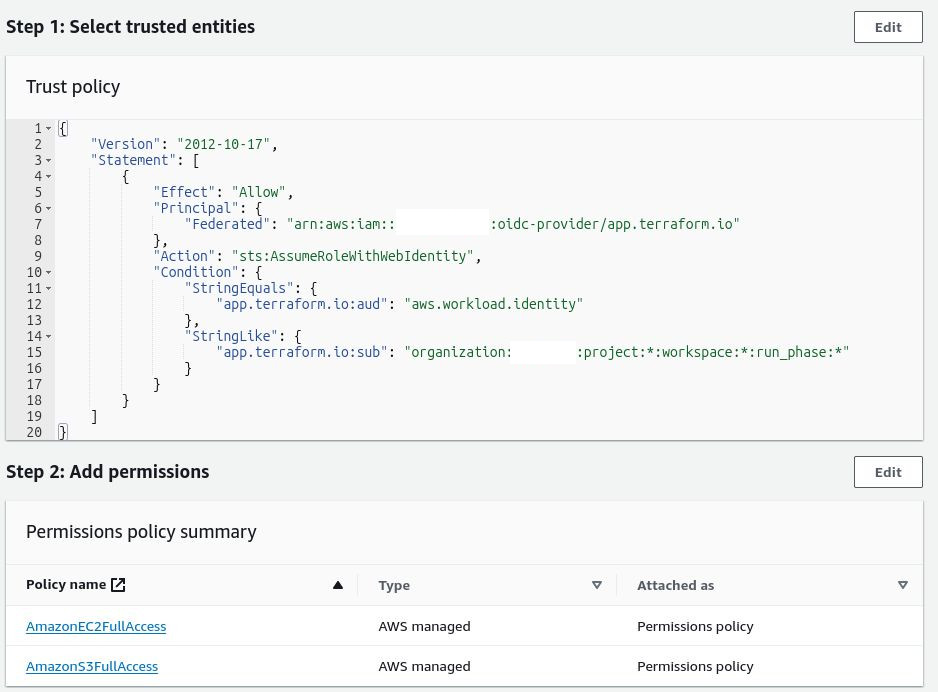 Step 1: Select trusted entities
Edit
Trust policy
1 {
2 "Version": "2012-10-17",
3 "Statement": [
4 {
5 "Effect": "Allow",
6 "Principal": {
7 "Federated": "arn:aws:iam:: :oidc-provider/app.terraform.io"
8 },
9 "Action": "sts:AssumeRoleWithWebIdentity",
10 "Condition": {
11 "StringEquals": {
12 "app.terraform.io:aud": "aws.workload.identity"
13 },
14 "StringLike": {
15 "app.terraform.io:sub": "organization: :project:*:workspace:*:run_phase:*"
16 }
17 }
18 }
19 ]
20 }
Step 2: Add permissions
Edit
Permissions policy summary
Policy name Type Attached as
AmazonEC2FullAccess AWS managed Permissions policy
AmazonS3FullAccess AWS managed Permissions policy